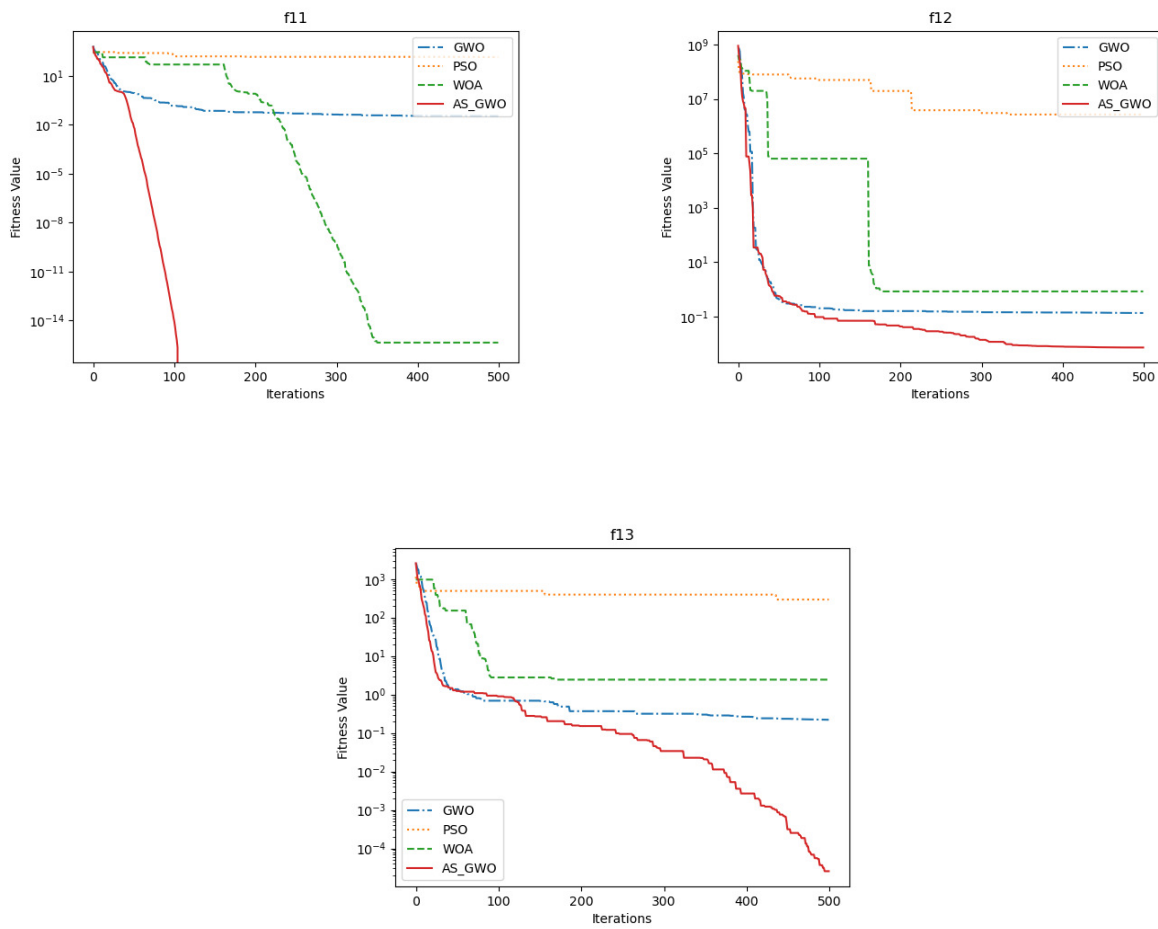 f11
Fitness Value
10^1
10^-2
10^-5
10^-8
10^-11
10^-14
GWO
PSO
WOA
AS_GWO
0 100 200 300 400 500
Iterations
f12
Fitness Value
10^9
10^7
10^5
10^3
10^1
10^-1
GWO
PSO
WOA
AS_GWO
0 100 200 300 400 500
Iterations
f13
Fitness Value
10^3
10^2
10^1
10^0
10^-1
10^-2
10^-3
10^-4
GWO
PSO
WOA
AS_GWO
0 100 200 300 400 500
Iterations